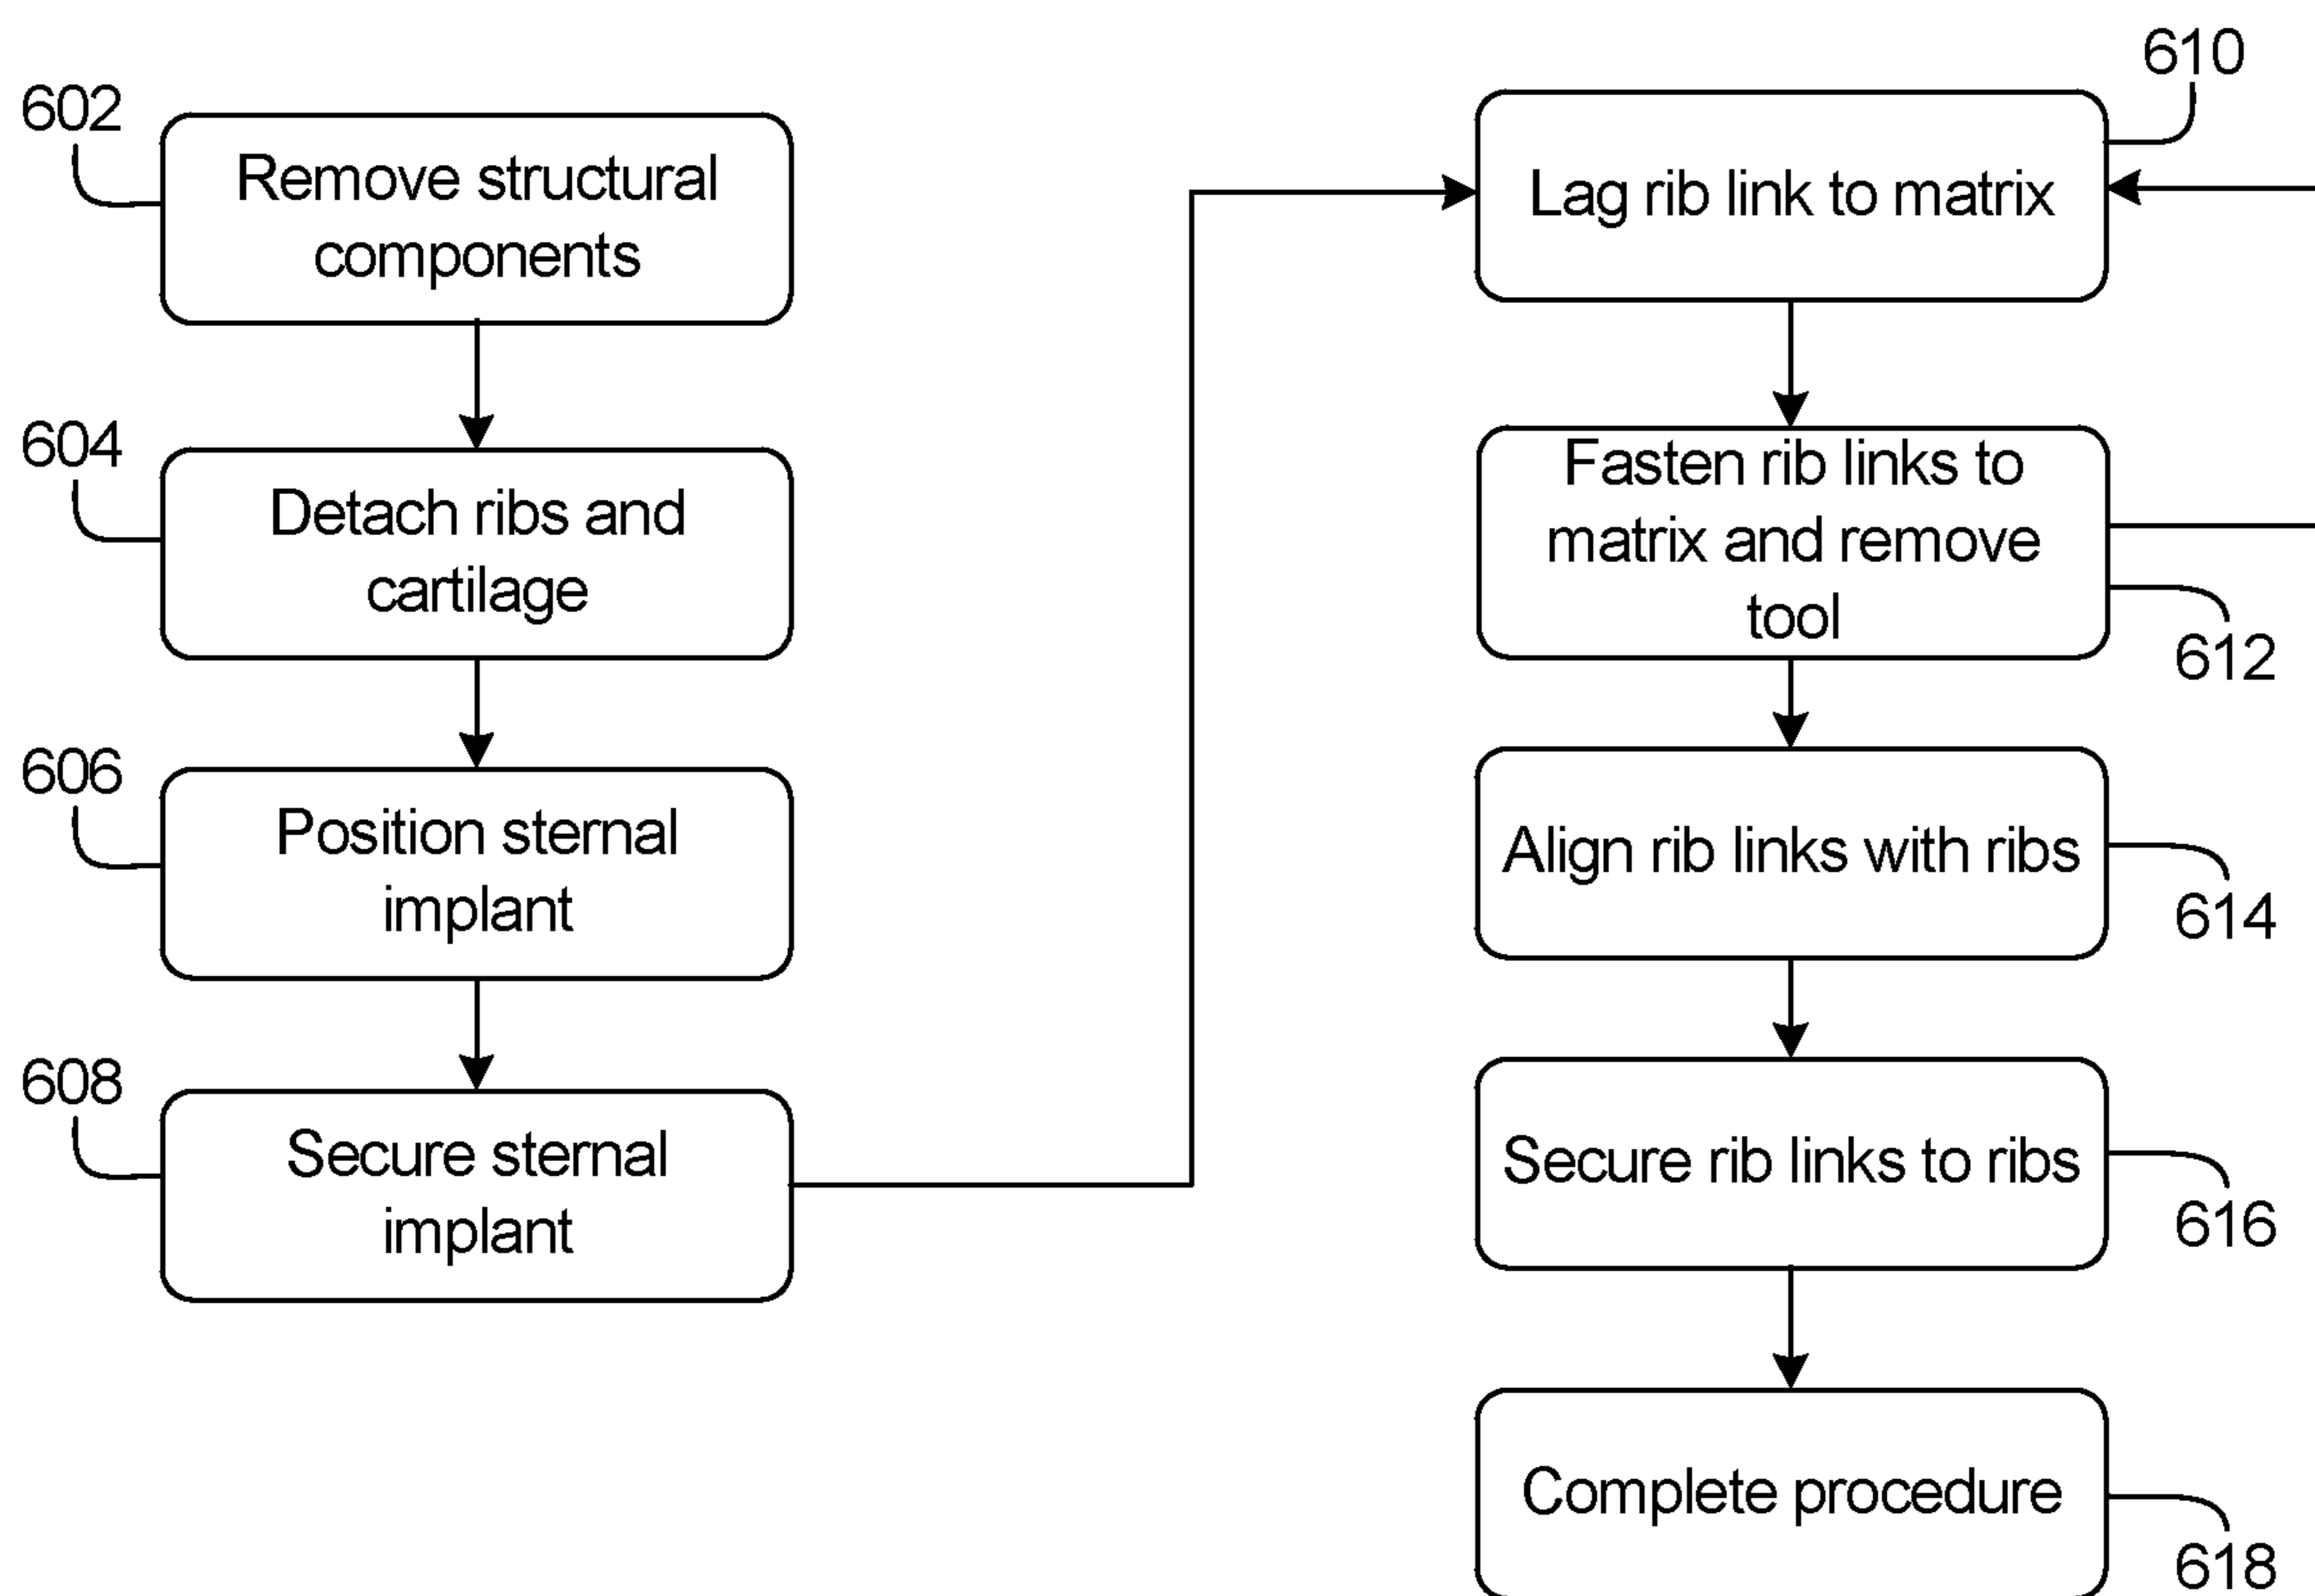 602
Remove structural
components
604
Detach ribs and
cartilage
606
Position sternal
implant
608
Secure sternal
implant
610
Lag rib link to matrix
Fasten rib links to
matrix and remove
tool
612
Align rib links with ribs
614
Secure rib links to ribs
616
Complete procedure
618